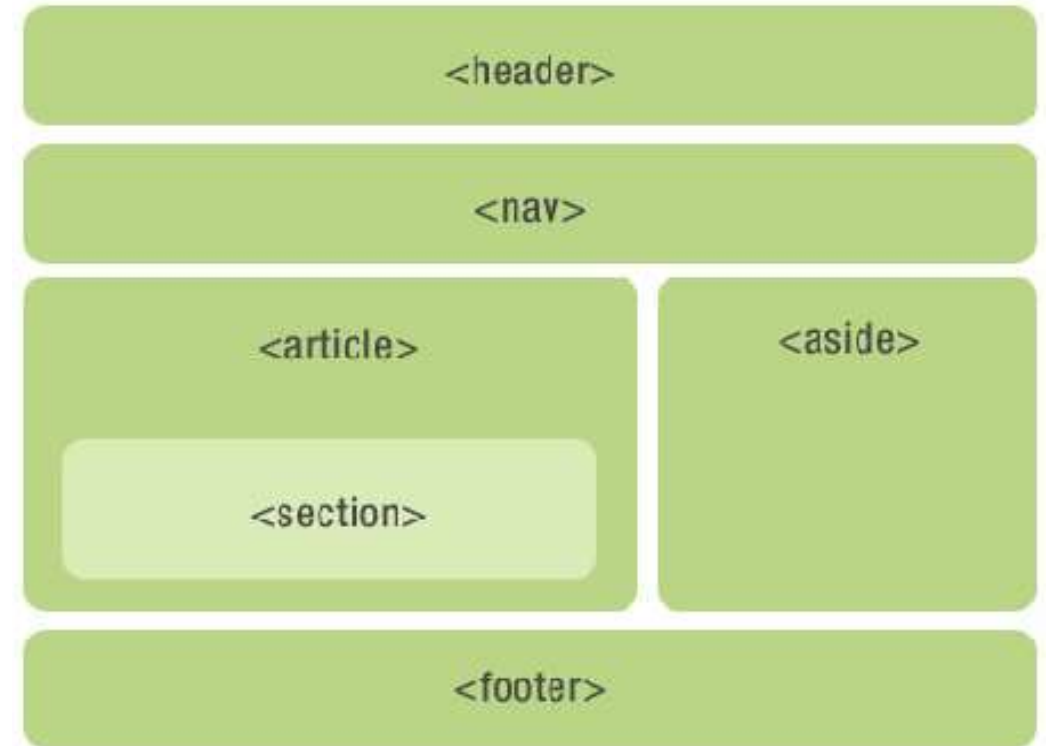 <header>
<nav>
<article>
<aside>
<section>
<footer>